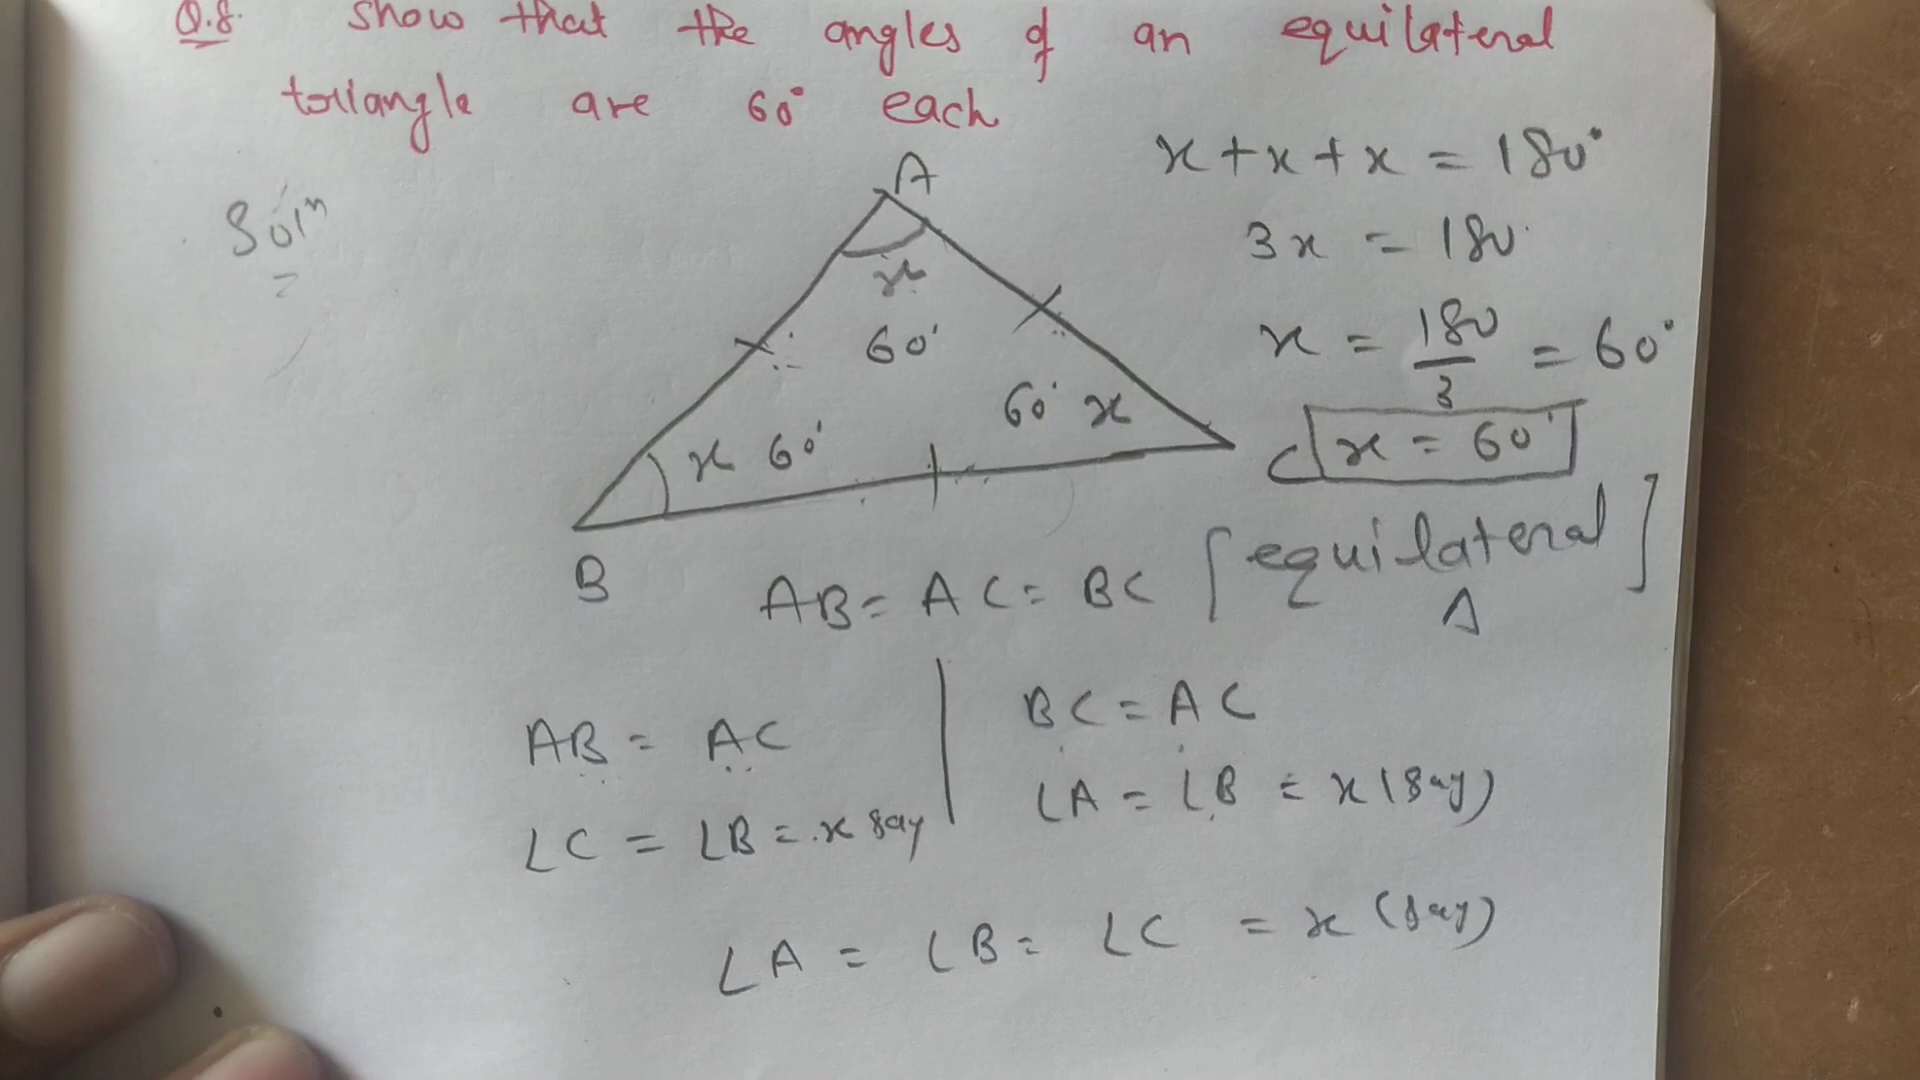 Q.8. Show that the angles of an equilateral
triangle are 60° each
Solⁿ
A
x
60°
x 60°
60° x
B
C
x + x + x = 180°
3x = 180
x = 180/3 = 60°
x = 60°
AB = AC = BC [equilateral Δ]
AB = AC
∠C = ∠B = x say
BC = AC
∠A = ∠B = x (say)
∠A = ∠B = ∠C = x (say)